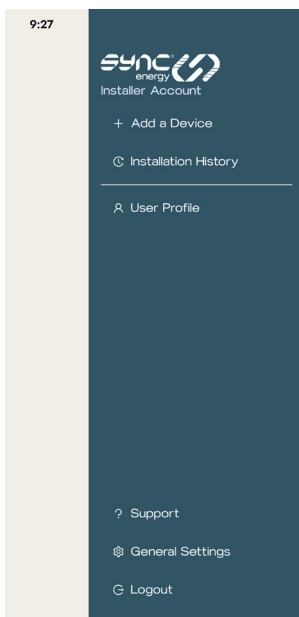 9:27
sync
energy
Installer Account
+ Add a Device
Installation History
User Profile
? Support
General Settings
Logout